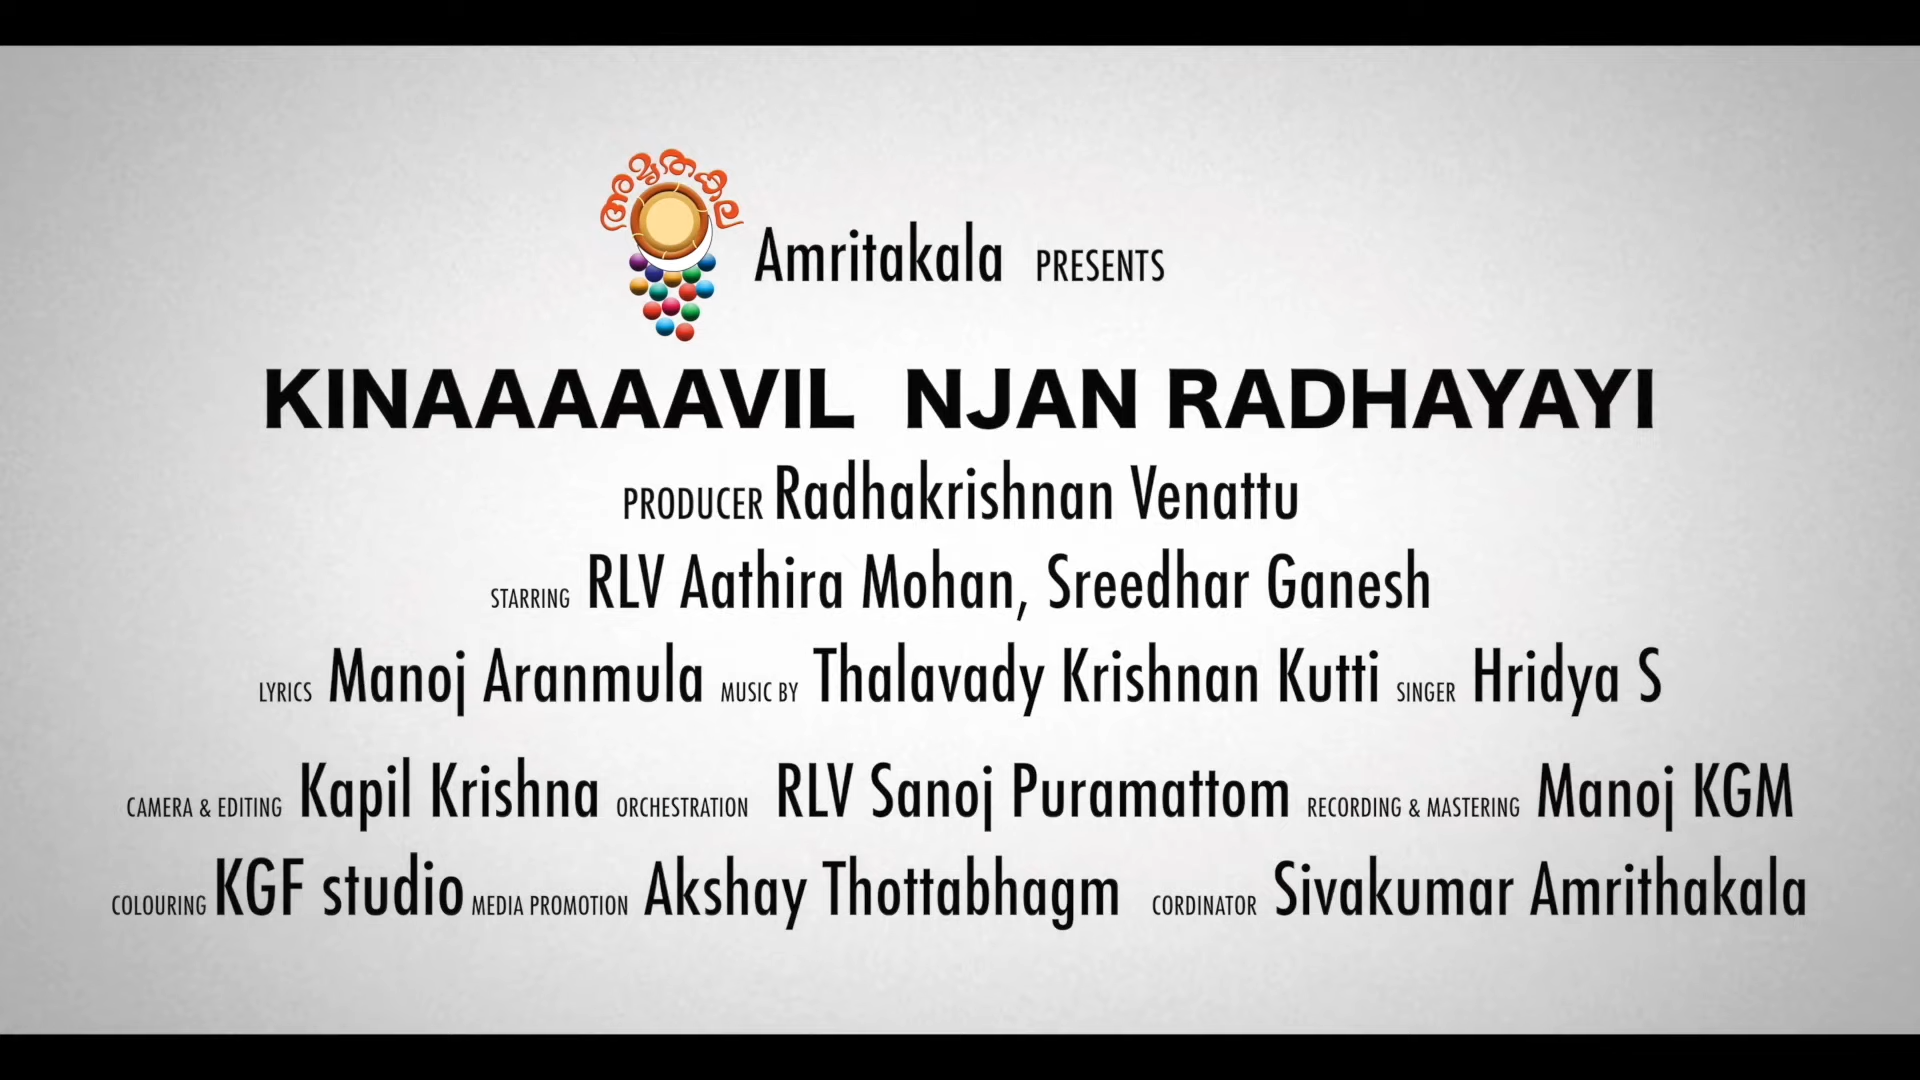 അമൃതകല
Amritakala PRESENTS
KINAAAAAVIL NJAN RADHAYAYI
PRODUCER Radhakrishnan Venattu
STARRING RLV Aathira Mohan, Sreedhar Ganesh
LYRICS Manoj Aranmula MUSIC BY Thalavady Krishnan Kutti SINGER Hridya S
CAMERA & EDITING Kapil Krishna ORCHESTRATION RLV Sanoj Puramattom RECORDING & MASTERING Manoj KGM
COLOURING KGF studio MEDIA PROMOTION Akshay Thottabhagm CORDINATOR Sivakumar Amrithakala